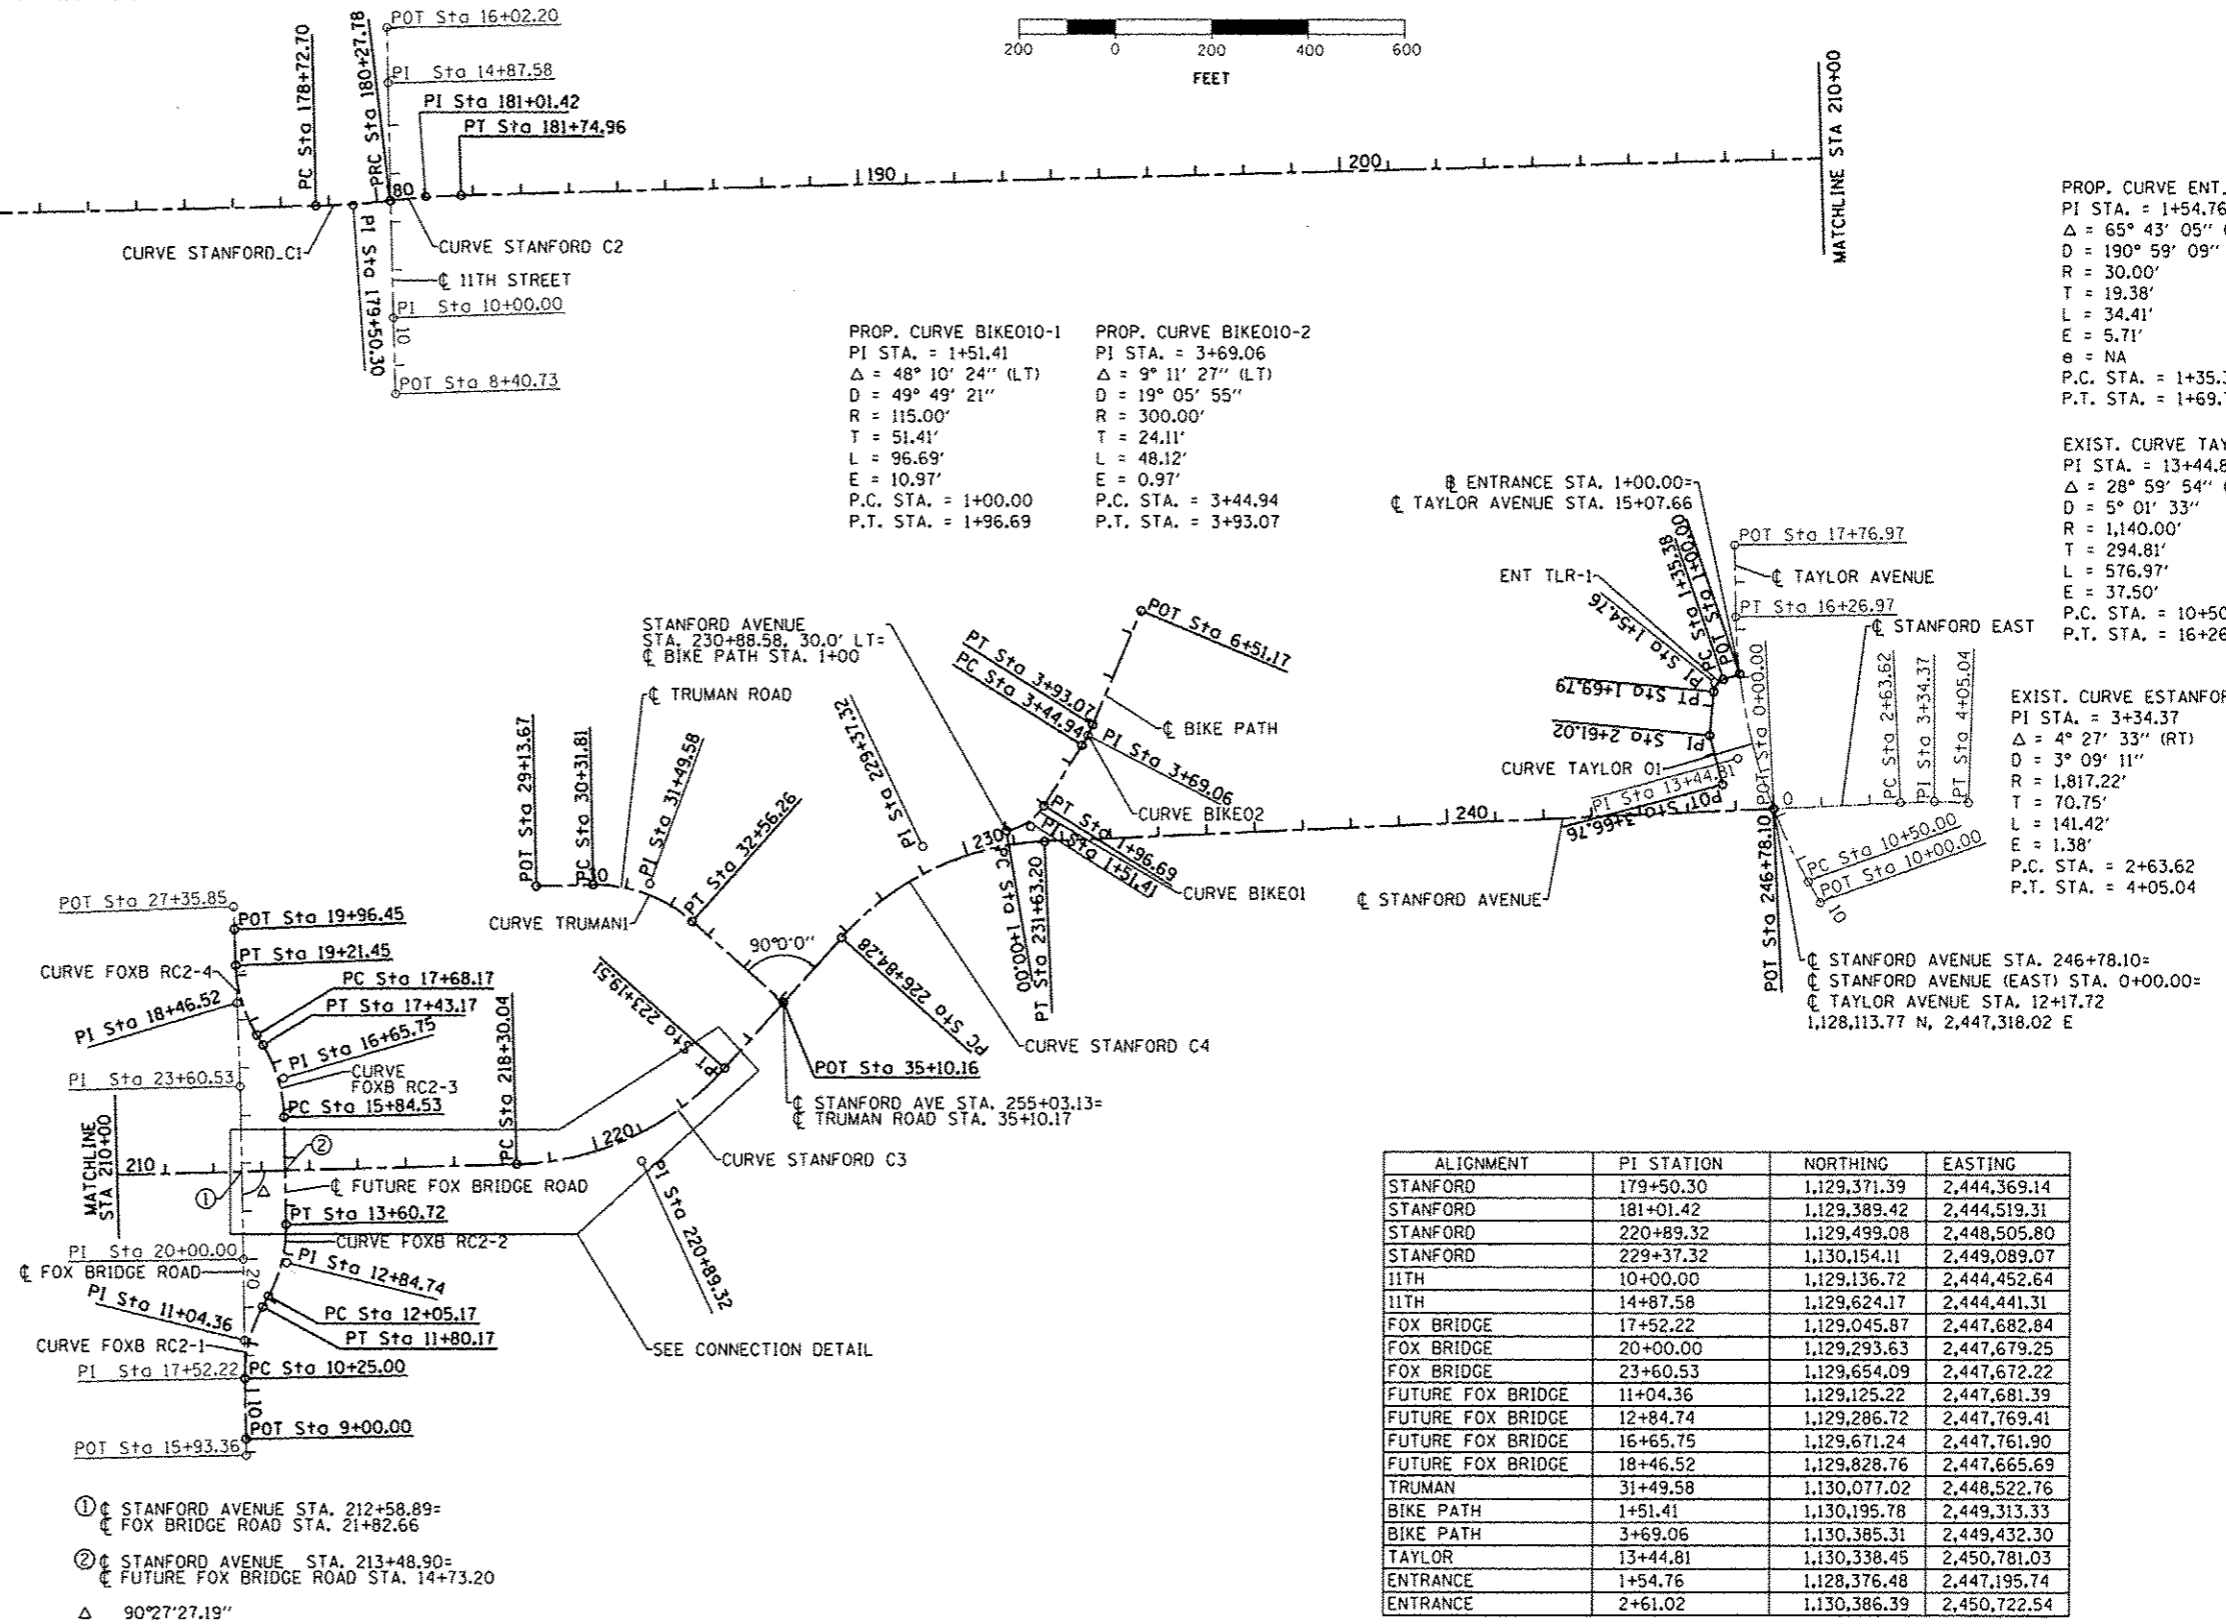 POT Sta 16+02.20
PC Sta 178+72.70
PRC Sta 180+27.78
PI Sta 14+87.58
PI Sta 181+01.42
PT Sta 181+74.96
200 0 200 400 600
FEET
MATCHLINE STA 210+00
80
190
200
CURVE STANFORD_C1
CURVE STANFORD C2
℄ 11TH STREET
PI Sta 179+50.30
PI Sta 10+00.00
10
POT Sta 8+40.73
PROP. CURVE BIKE010-1
PI STA. = 1+51.41
Δ = 48° 10' 24" (LT)
D = 49° 49' 21"
R = 115.00'
T = 51.41'
L = 96.69'
E = 10.97'
P.C. STA. = 1+00.00
P.T. STA. = 1+96.69
PROP. CURVE BIKE010-2
PI STA. = 3+69.06
Δ = 9° 11' 27" (LT)
D = 19° 05' 55"
R = 300.00'
T = 24.11'
L = 48.12'
E = 0.97'
P.C. STA. = 3+44.94
P.T. STA. = 3+93.07
PROP. CURVE ENT.
PI STA. = 1+54.76
Δ = 65° 43' 05" (
D = 190° 59' 09"
R = 30.00'
T = 19.38'
L = 34.41'
E = 5.71'
e = NA
P.C. STA. = 1+35.3
P.T. STA. = 1+69.
EXIST. CURVE TAY
PI STA. = 13+44.8
Δ = 28° 59' 54" (
D = 5° 01' 33"
R = 1,140.00'
T = 294.81'
L = 576.97'
E = 37.50'
P.C. STA. = 10+50
P.T. STA. = 16+26
EXIST. CURVE ESTANFOR
PI STA. = 3+34.37
Δ = 4° 27' 33" (RT)
D = 3° 09' 11"
R = 1,817.22'
T = 70.75'
L = 141.42'
E = 1.38'
P.C. STA. = 2+63.62
P.T. STA. = 4+05.04
ENTRANCE STA. 1+00.00=
℄ TAYLOR AVENUE STA. 15+07.66
POT Sta 1+00.00
PC Sta 1+35.38
ENT TLR-1
PI Sta 1+54.76
PT Sta 1+69.79
PI Sta 2+61.02
POT Sta 3+66.76
POT Sta 17+76.97
℄ TAYLOR AVENUE
PT Sta 16+26.97
℄ STANFORD EAST
POT Sta 0+00.00
PC Sta 2+63.62
PI Sta 3+34.37
PT Sta 4+05.04
CURVE TAYLOR 01
PI Sta 13+44.81
0
PC Sta 10+50.00
POT Sta 10+00.00
10
POT Sta 246+78.10
℄ STANFORD AVENUE STA. 246+78.10=
℄ STANFORD AVENUE (EAST) STA. 0+00.00=
℄ TAYLOR AVENUE STA. 12+17.72
1,128,113.77 N, 2,447,318.02 E
240
℄ STANFORD AVENUE
STANFORD AVENUE
STA. 230+88.58, 30.0' LT=
℄ BIKE PATH STA. 1+00
℄ TRUMAN ROAD
PI Sta 229+37.32
POT Sta 6+51.17
PT Sta 3+93.07
PC Sta 3+44.94
℄ BIKE PATH
PI Sta 3+69.06
CURVE BIKE02
PT Sta 1+96.69
PI Sta 1+51.41
CURVE BIKE01
230
PC Sta 1+00.00
PT Sta 231+63.20
POT Sta 29+13.67
PC Sta 30+31.81
PI Sta 31+49.58
PT Sta 32+56.26
30
CURVE TRUMAN1
90°0'0"
PT Sta 223+19.51
PC Sta 226+84.28
CURVE STANFORD C4
POT Sta 35+10.16
℄ STANFORD AVE STA. 255+03.13=
℄ TRUMAN ROAD STA. 35+10.17
PC Sta 218+30.04
220
CURVE STANFORD C3
PI Sta 220+89.32
SEE CONNECTION DETAIL
POT Sta 27+35.85
POT Sta 19+96.45
PT Sta 19+21.45
CURVE FOXB RC2-4
PC Sta 17+68.17
PT Sta 17+43.17
PI Sta 18+46.52
PI Sta 16+65.75
CURVE
FOXB RC2-3
PI Sta 23+60.53
PC Sta 15+84.53
MATCHLINE
STA 210+00
210
②
①
Δ
℄ FUTURE FOX BRIDGE ROAD
PT Sta 13+60.72
CURVE FOXB RC2-2
PI Sta 20+00.00
℄ FOX BRIDGE ROAD
20
PI Sta 12+84.74
PI Sta 11+04.36
PC Sta 12+05.17
PT Sta 11+80.17
CURVE FOXB RC2-1
PI Sta 17+52.22
PC Sta 10+25.00
10
POT Sta 9+00.00
POT Sta 15+93.36
① ℄ STANFORD AVENUE STA. 212+58.89=
℄ FOX BRIDGE ROAD STA. 21+82.66
② ℄ STANFORD AVENUE STA. 213+48.90=
℄ FUTURE FOX BRIDGE ROAD STA. 14+73.20
Δ 90°27'27.19"
ALIGNMENT PI STATION NORTHING EASTING
STANFORD 179+50.30 1,129,371.39 2,444,369.14
STANFORD 181+01.42 1,129,389.42 2,444,519.31
STANFORD 220+89.32 1,129,499.08 2,448,505.80
STANFORD 229+37.32 1,130,154.11 2,449,089.07
11TH 10+00.00 1,129,136.72 2,444,452.64
11TH 14+87.58 1,129,624.17 2,444,441.31
FOX BRIDGE 17+52.22 1,129,045.87 2,447,682.84
FOX BRIDGE 20+00.00 1,129,293.63 2,447,679.25
FOX BRIDGE 23+60.53 1,129,654.09 2,447,672.22
FUTURE FOX BRIDGE 11+04.36 1,129,125.22 2,447,681.39
FUTURE FOX BRIDGE 12+84.74 1,129,286.72 2,447,769.41
FUTURE FOX BRIDGE 16+65.75 1,129,671.24 2,447,761.90
FUTURE FOX BRIDGE 18+46.52 1,129,828.76 2,447,665.69
TRUMAN 31+49.58 1,130,077.02 2,448,522.76
BIKE PATH 1+51.41 1,130,195.78 2,449,313.33
BIKE PATH 3+69.06 1,130,385.31 2,449,432.30
TAYLOR 13+44.81 1,130,338.45 2,450,781.03
ENTRANCE 1+54.76 1,128,376.48 2,447,195.74
ENTRANCE 2+61.02 1,130,386.39 2,450,722.54